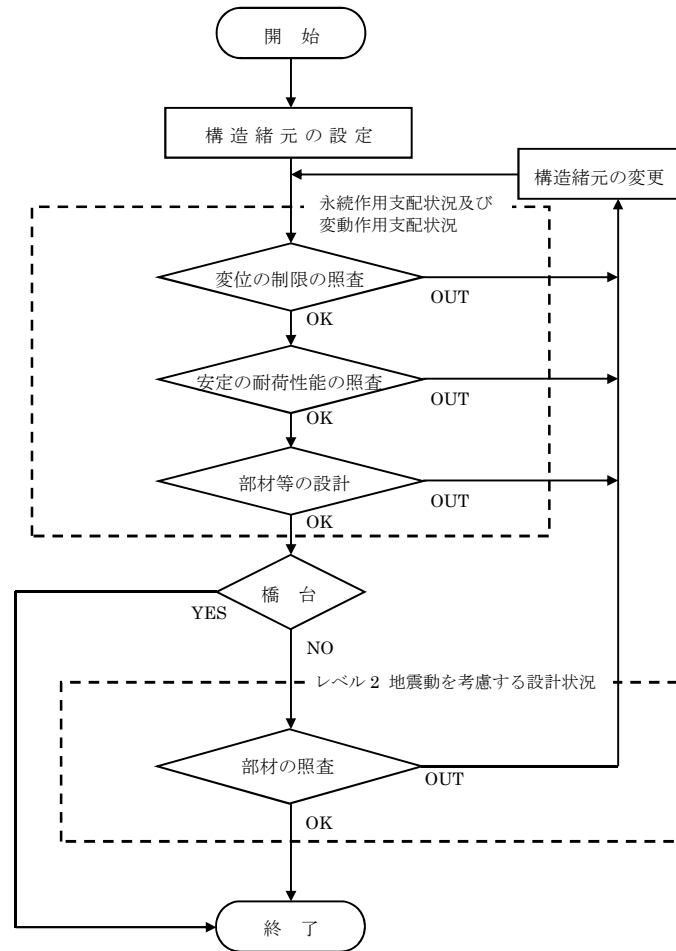 開　始
構 造 緒 元 の 設 定
構造緒元の変更
永続作用支配状況及び
変動作用支配状況
変位の制限の照査
OUT
OK
安定の耐荷性能の照査
OUT
OK
部材等の設計
OUT
OK
橋　台
YES
NO
レベル 2 地震動を考慮する設計状況
部材の照査
OUT
OK
終　了